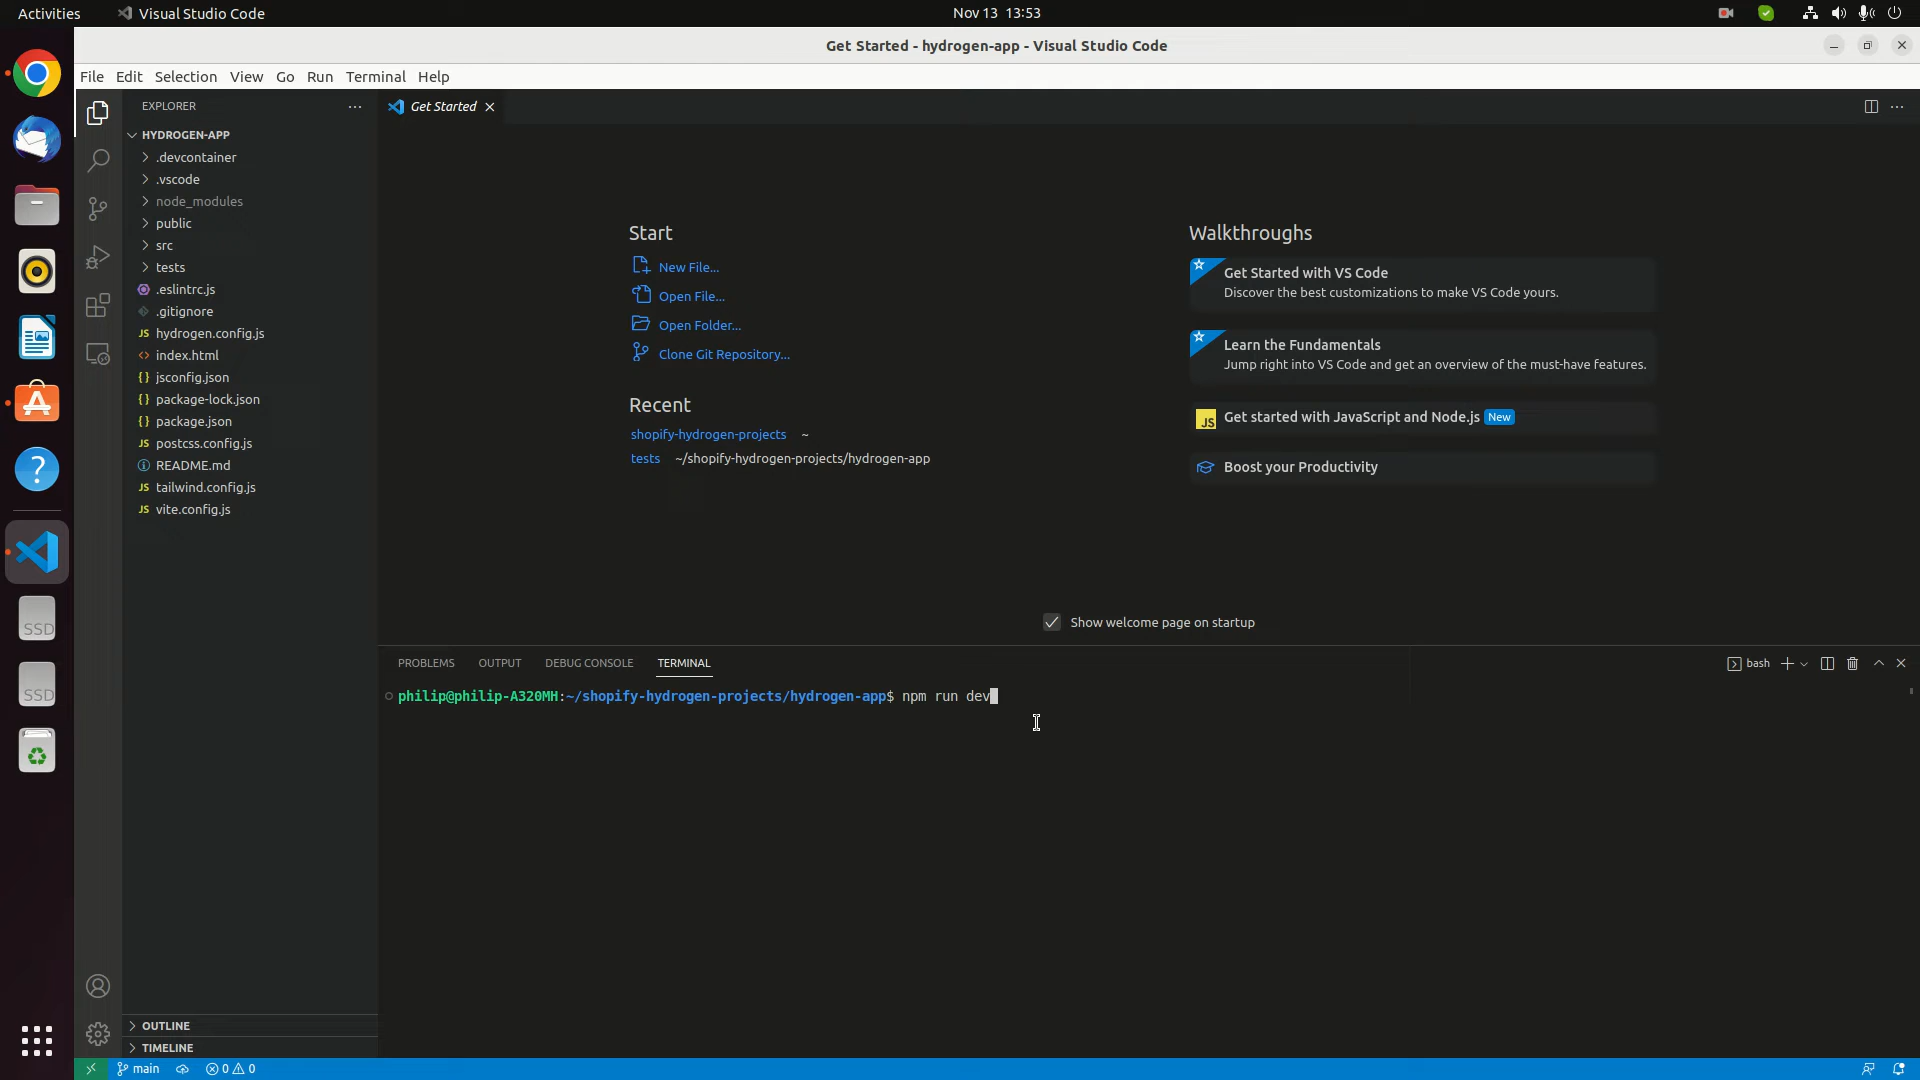 Activities
Visual Studio Code
Nov 13 13:53
Get Started - hydrogen-app - Visual Studio Code
File Edit Selection View Go Run Terminal Help
EXPLORER
Get Started
HYDROGEN-APP
.devcontainer
.vscode
node_modules
public
src
tests
.eslintrc.js
.gitignore
JS hydrogen.config.js
<> index.html
{} jsconfig.json
{} package-lock.json
{} package.json
JS postcss.config.js
README.md
JS tailwind.config.js
JS vite.config.js
OUTLINE
TIMELINE
Start
New File...
Open File...
Open Folder...
Clone Git Repository...
Recent
shopify-hydrogen-projects ~
tests ~/shopify-hydrogen-projects/hydrogen-app
Walkthroughs
Get Started with VS Code
Discover the best customizations to make VS Code yours.
Learn the Fundamentals
Jump right into VS Code and get an overview of the must-have features.
JS Get started with JavaScript and Node.js New
Boost your Productivity
Show welcome page on startup
PROBLEMS OUTPUT DEBUG CONSOLE TERMINAL
bash
philip@philip-A320MH:~/shopify-hydrogen-projects/hydrogen-app$ npm run dev
SSD
SSD
main 0 0